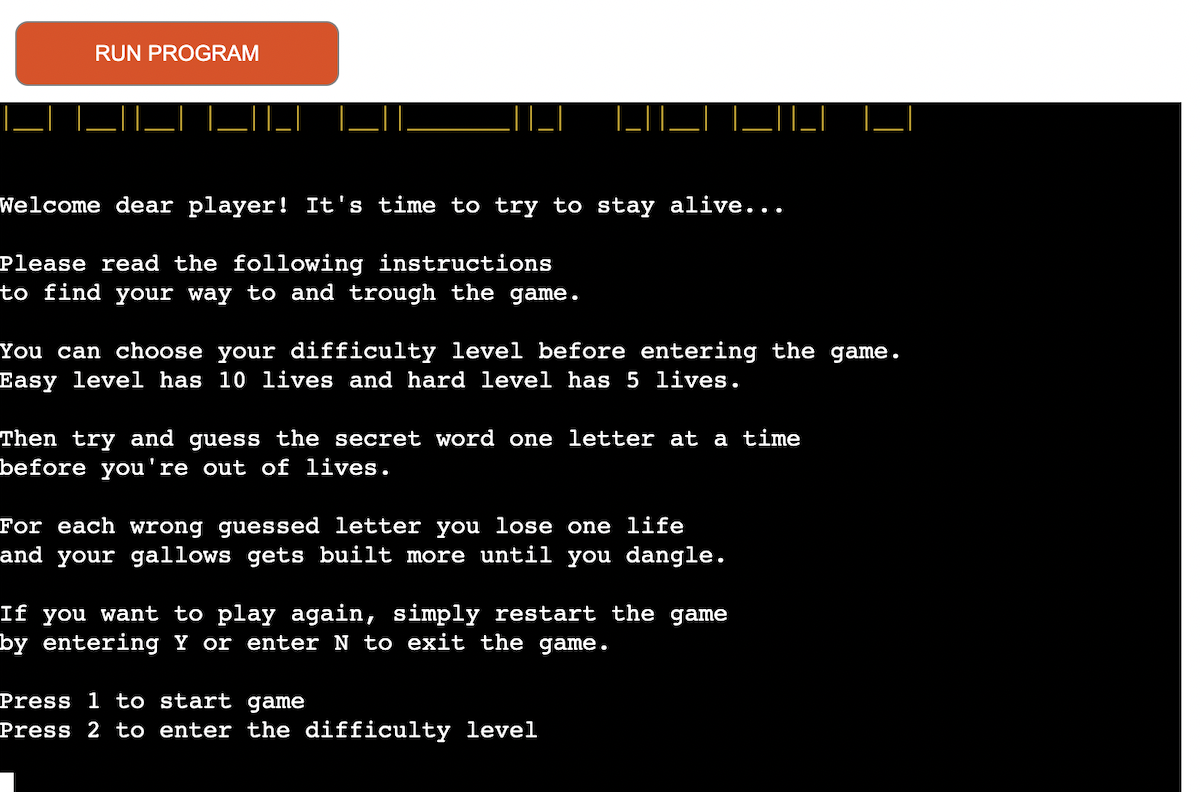 RUN PROGRAM
|__| |__||__| |__||_|  |__||_______||_|   |_||__| |__||_|  |__|
Welcome dear player! It's time to try to stay alive...
Please read the following instructions
to find your way to and trough the game.
You can choose your difficulty level before entering the game.
Easy level has 10 lives and hard level has 5 lives.
Then try and guess the secret word one letter at a time
before you're out of lives.
For each wrong guessed letter you lose one life
and your gallows gets built more until you dangle.
If you want to play again, simply restart the game
by entering Y or enter N to exit the game.
Press 1 to start game
Press 2 to enter the difficulty level